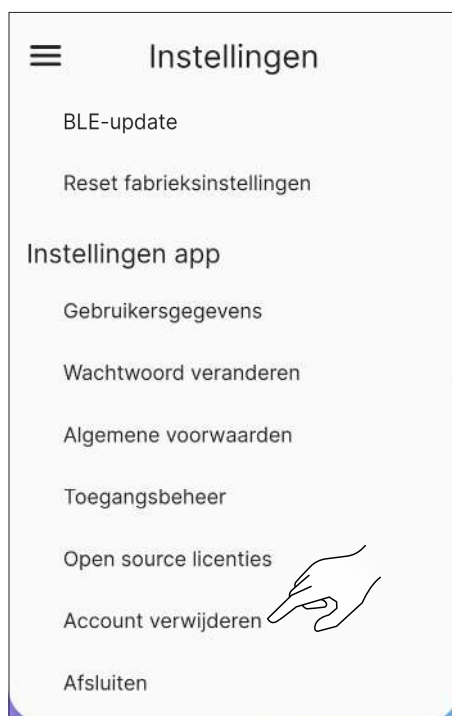 Instellingen
BLE-update
Reset fabrieksinstellingen
Instellingen app
Gebruikersgegevens
Wachtwoord veranderen
Algemene voorwaarden
Toegangsbeheer
Open source licenties
Account verwijderen
Afsluiten